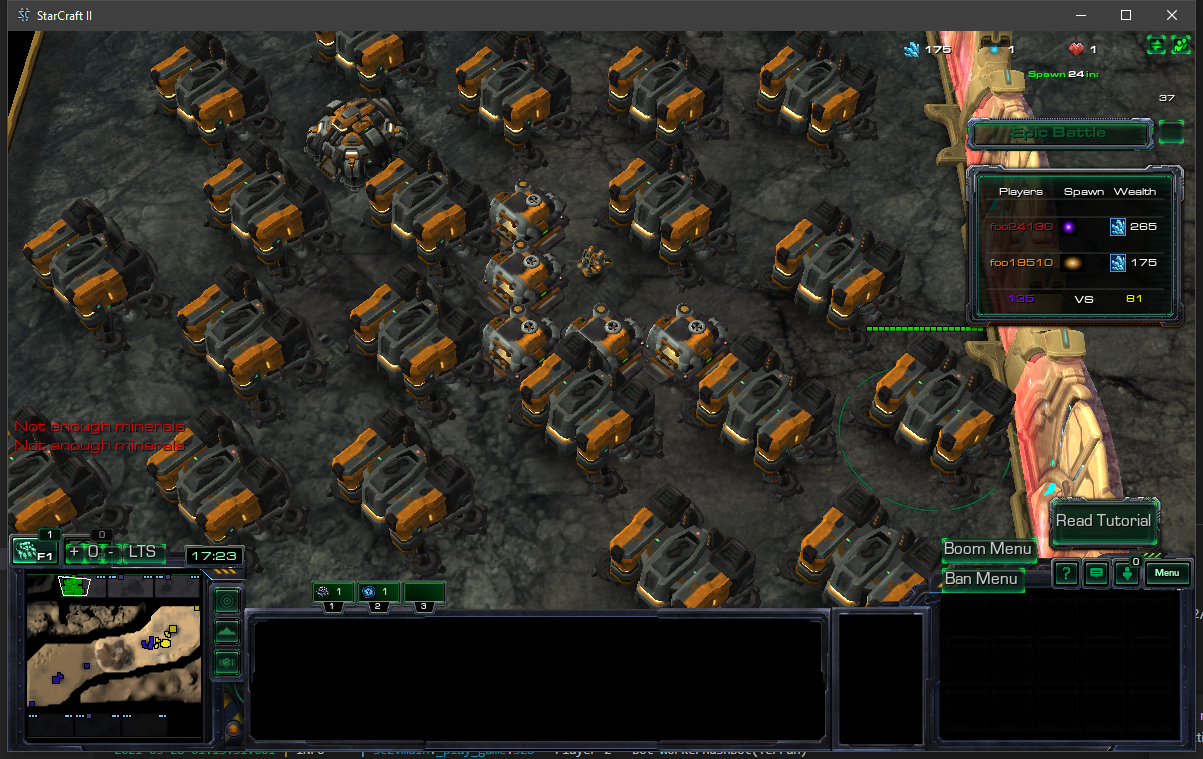 StarCraft II
175
1
1
Spawn 24 in:
37
Epic Battle
Players Spawn Wealth
foo24130 265
foo19510 175
135 VS 81
Not enough minerals
Not enough minerals
Read Tutorial
1
0
F1
+ 0 -
LTS
17:23
Boom Menu
Ban Menu
0
?
Menu
1
1
1
2
3